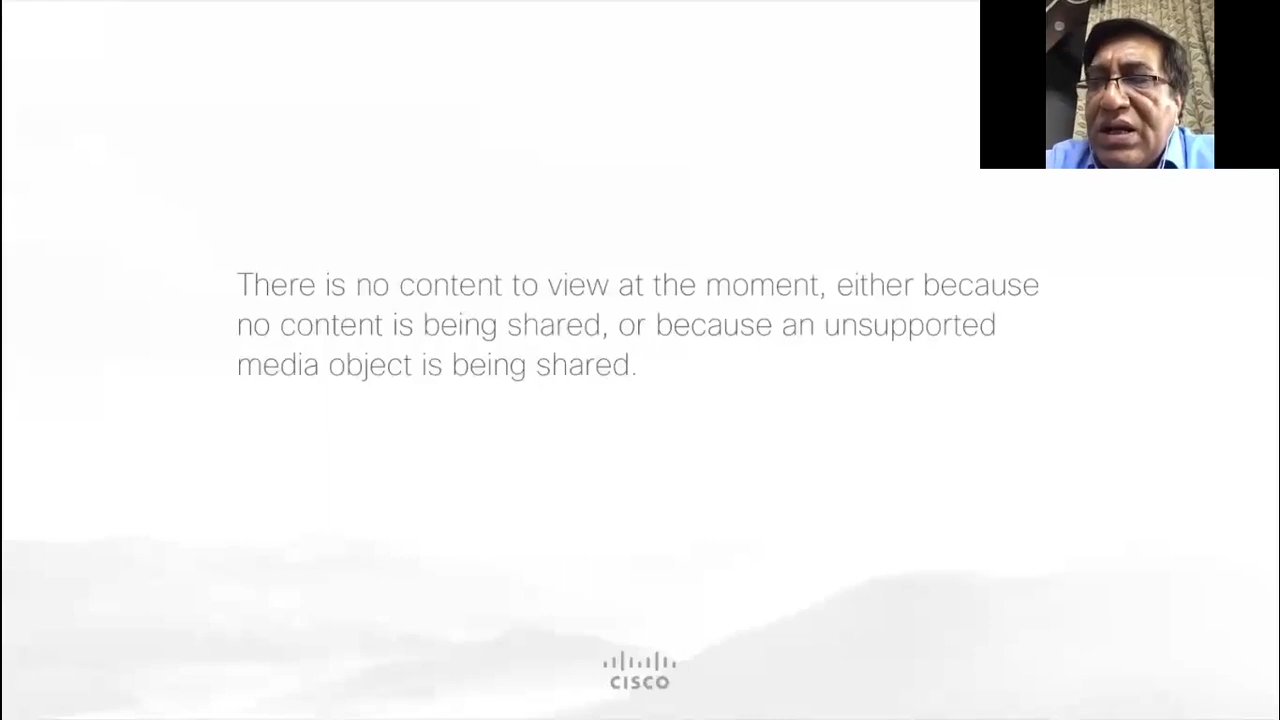 There is no content to view at the moment, either because
no content is being shared, or because an unsupported
media object is being shared.
CISCO